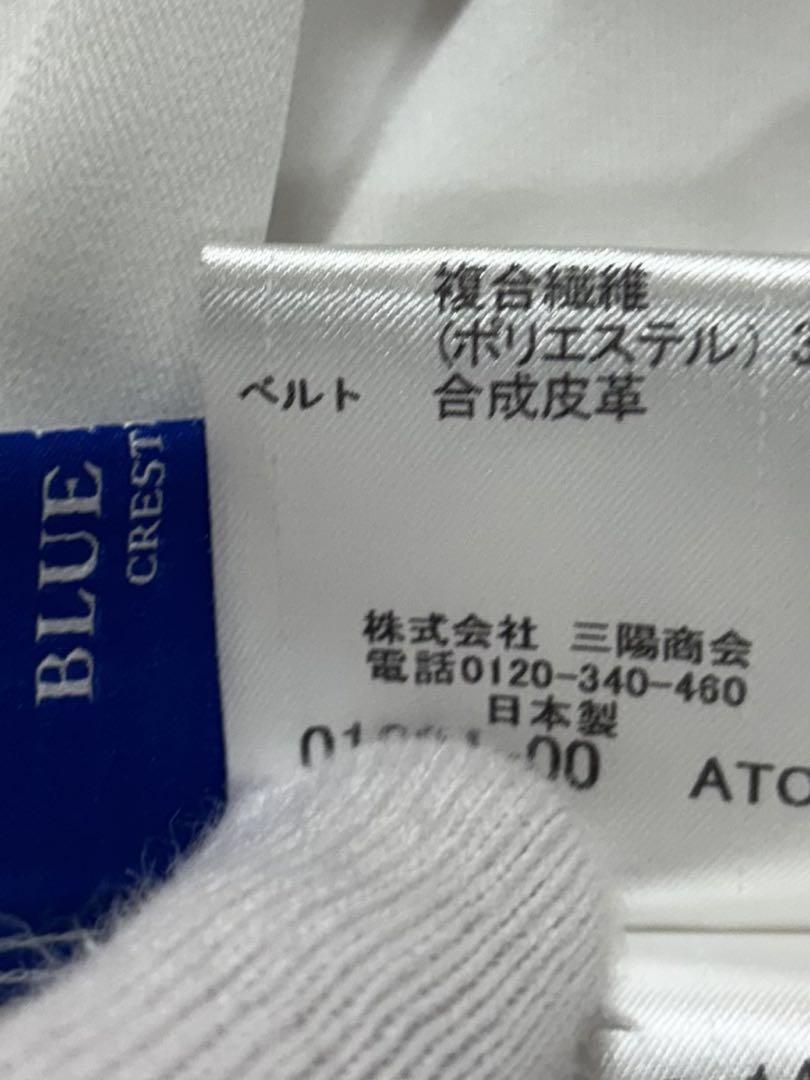 複合繊維
(ポリエステル) 3
ベルト 合成皮革
株式会社 三陽商会
電話0120-340-460
日本製
ATO
BLUE
CREST